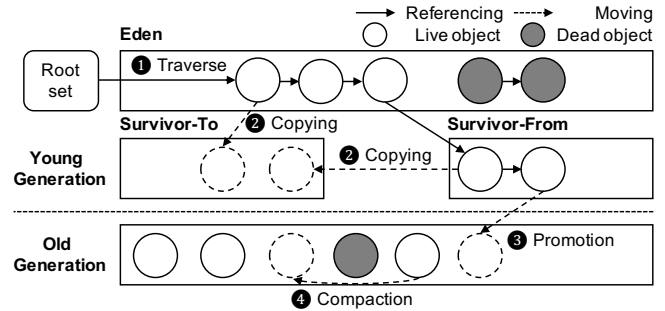 Referencing
Moving
Eden
Live object
Dead object
Root
set
❶ Traverse
Survivor-To
❷ Copying
Survivor-From
❷ Copying
Young
Generation
❸ Promotion
Old
Generation
❹ Compaction